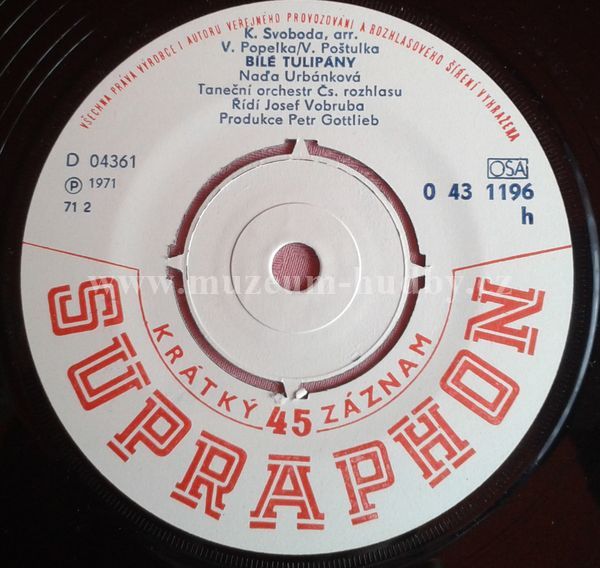 VŠECHNA PRÁVA VÝROBCE I AUTORU VEŘEJNÉHO PROVOZOVÁNÍ A ROZHLASOVÉHO ŠÍŘENÍ VYHRAŽENA
K. Svoboda, arr.
V. Popelka/V. Poštulka
BÍLÉ TULIPÁNY
Naďa Urbánková
Taneční orchestr Čs. rozhlasu
Řídí Josef Vobruba
Produkce Petr Gottlieb
D 04361
Ⓟ 1971
71 2
OSA
0 43 1196
h
www.muzeum-hudby.cz
KRÁTKÝ 45 ZÁZNAM
SUPRAPHON